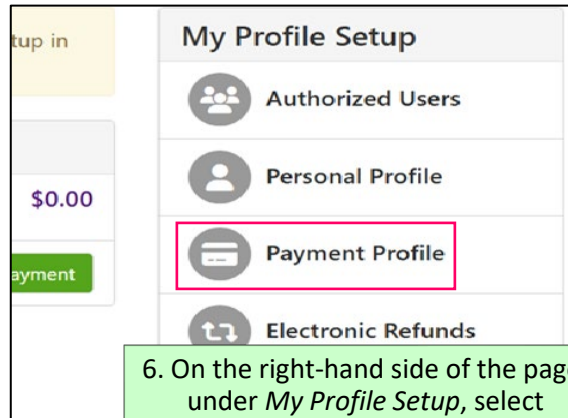 tup in
$0.00
ayment
My Profile Setup
Authorized Users
Personal Profile
Payment Profile
Electronic Refunds
6. On the right-hand side of the page
under My Profile Setup, select